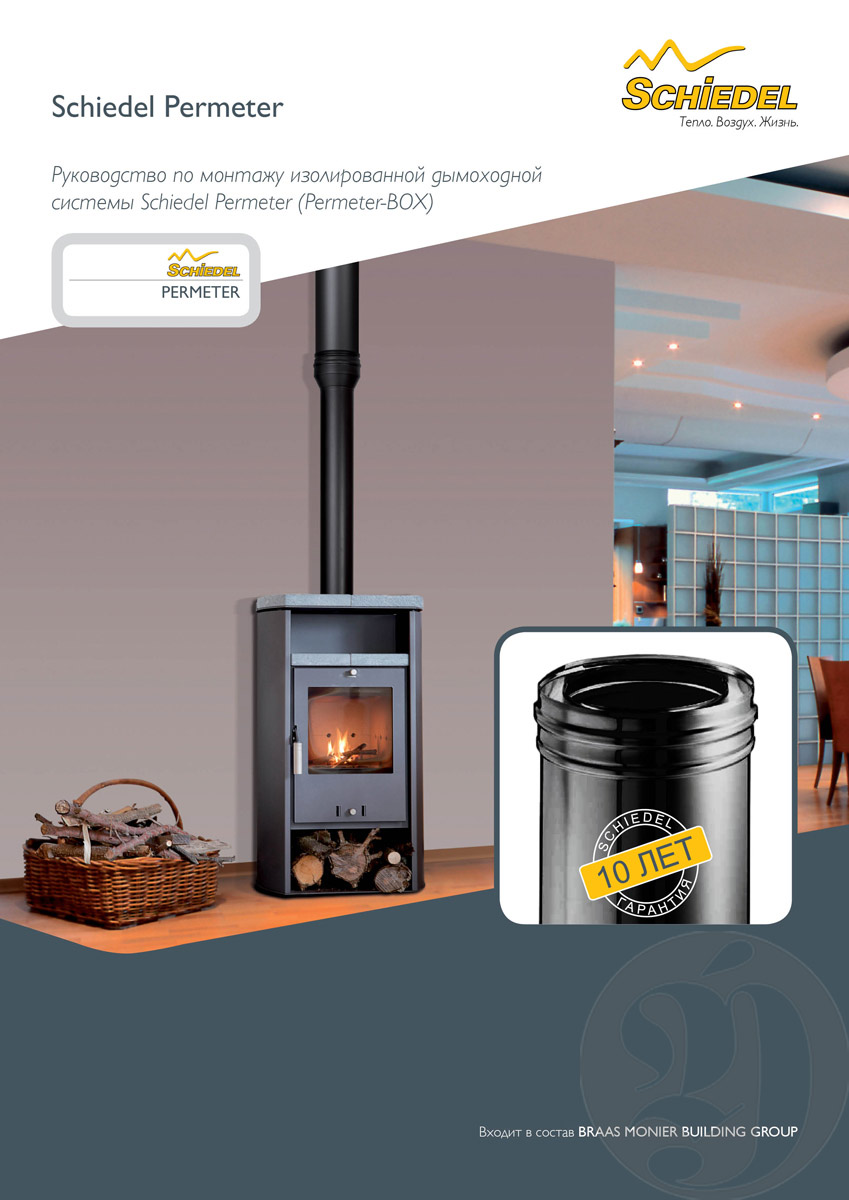 Schiedel Permeter
SCHIEDEL
Тепло. Воздух. Жизнь.
Руководство по монтажу изолированной дымоходной
системы Schiedel Permeter (Permeter-BOX)
SCHIEDEL
PERMETER
SCHIEDEL
10 ЛЕТ
ГАРАНТИЯ
Входит в состав BRAAS MONIER BUILDING GROUP